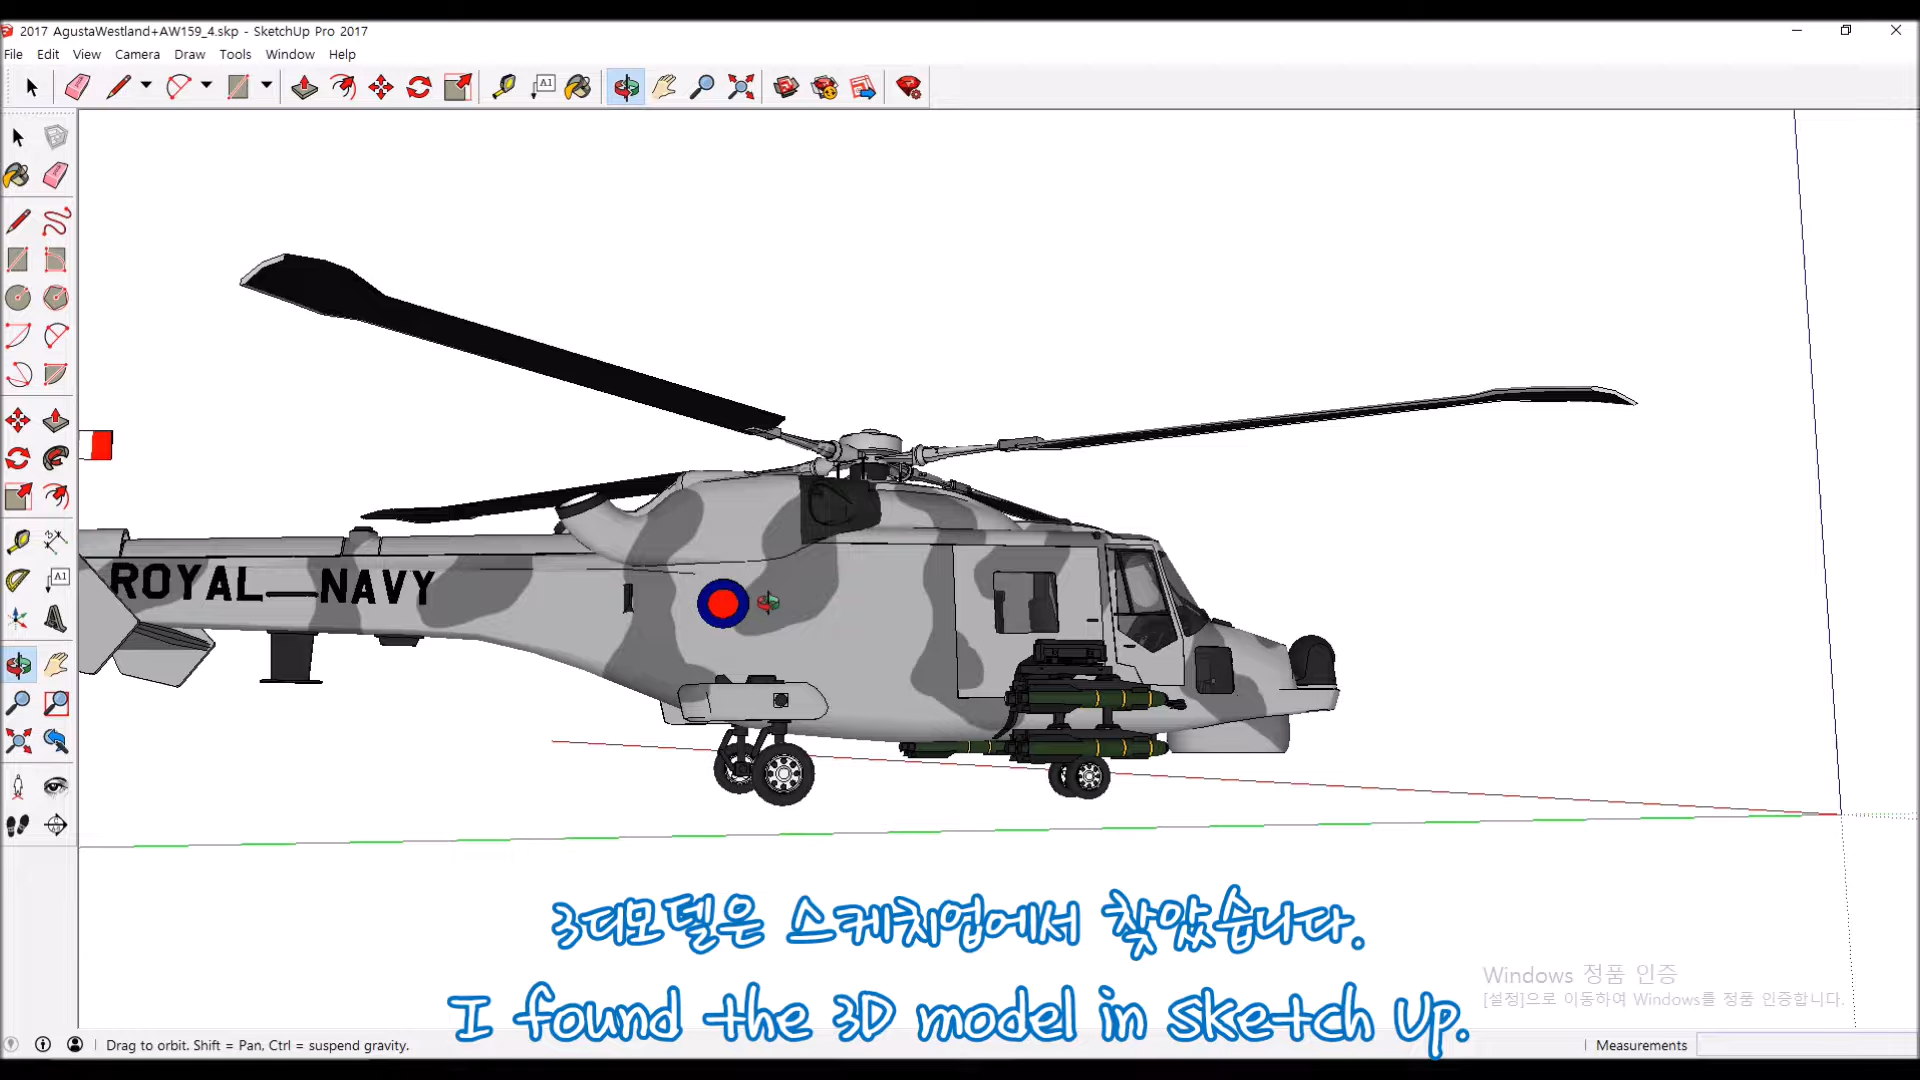 2017 AgustaWestland+AW159_4.skp - SketchUp Pro 2017
File Edit View Camera Draw Tools Window Help
A1
A1
ROYAL NAVY
3디모델은 스케치업에서 찾았습니다.
I found the 3D model in sketch up.
Windows 정품 인증
[설정]으로 이동하여 Windows를 정품 인증합니다.
Drag to orbit. Shift = Pan, Ctrl = suspend gravity.
Measurements